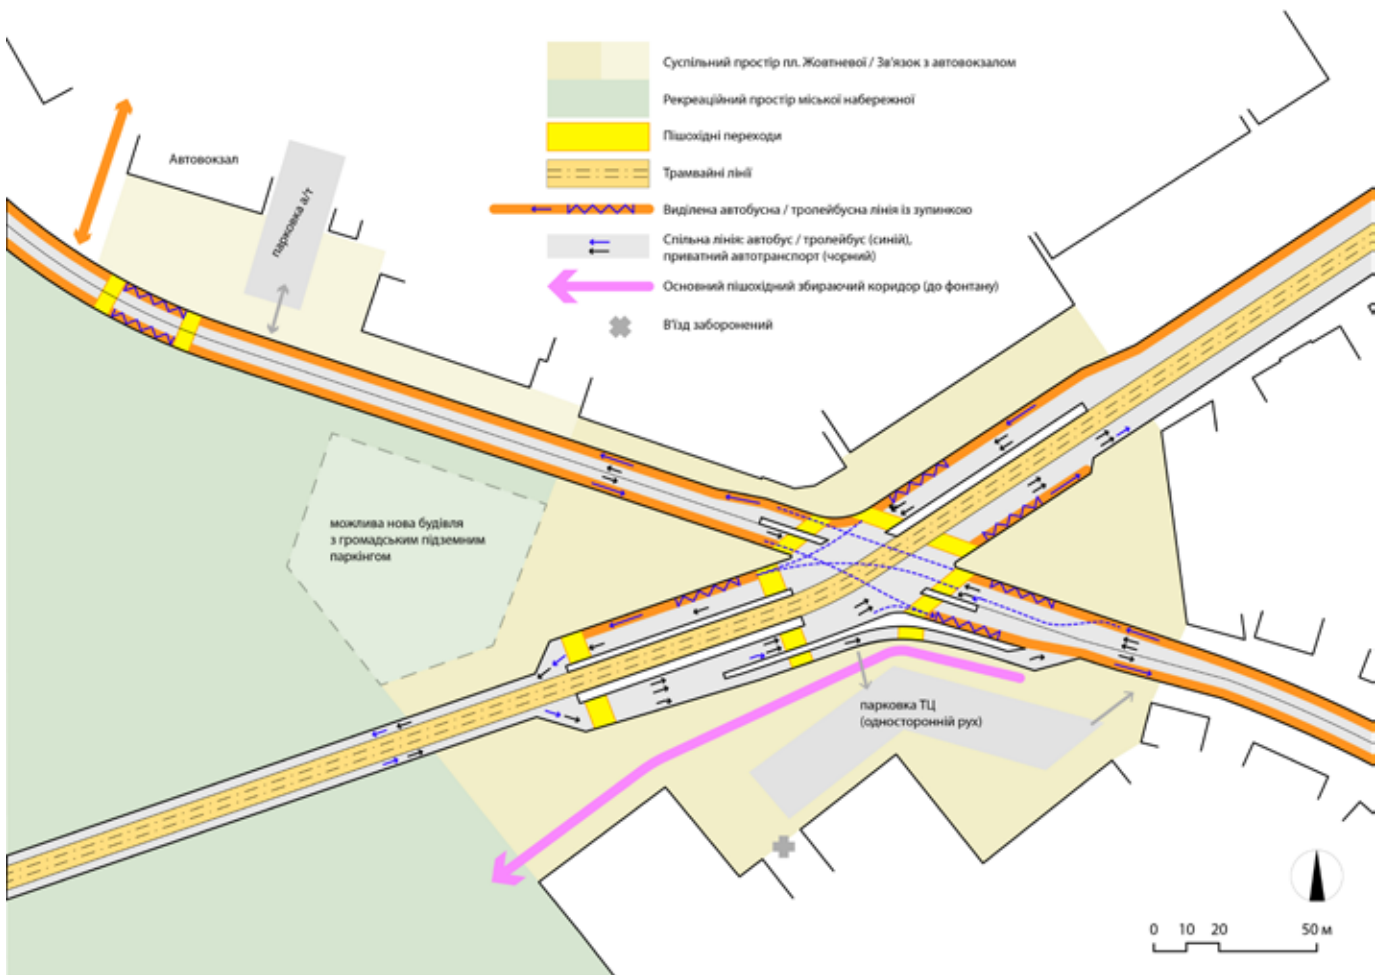 Суспільний простір пл. Жовтневої / Зв'язок з автовокзалом
Рекреаційний простір міської набережної
Пішохідні переходи
Автовокзал
Трамвайні лінії
парковка а/т
Виділена автобусна / тролейбусна лінія із зупинкою
Спільна лінія: автобус / тролейбус (синій),
приватний автотранспорт (чорний)
Основний пішохідний збираючий коридор (до фонтану)
В'їзд заборонений
можлива нова будівля
з громадським підземним
паркінгом
парковка ТЦ
(односторонній рух)
0 10 20 50 м